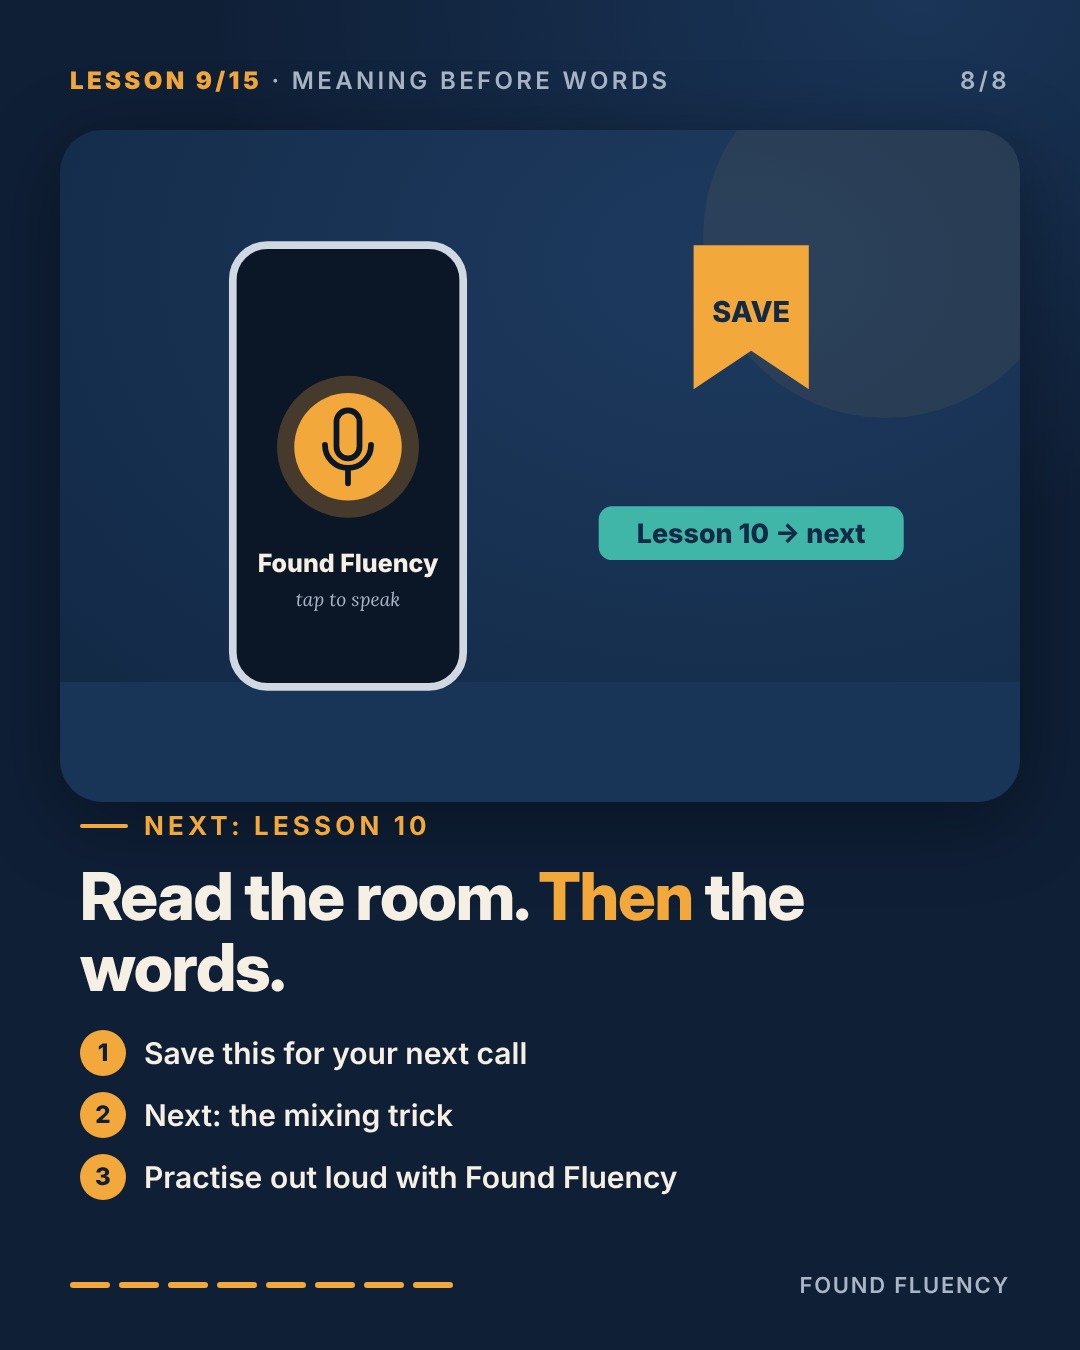 LESSON 9/15 · MEANING BEFORE WORDS
8/8
SAVE
Lesson 10 → next
Found Fluency
tap to speak
NEXT: LESSON 10
Read the room. Then the
words.
1 Save this for your next call
2 Next: the mixing trick
3 Practise out loud with Found Fluency
FOUND FLUENCY